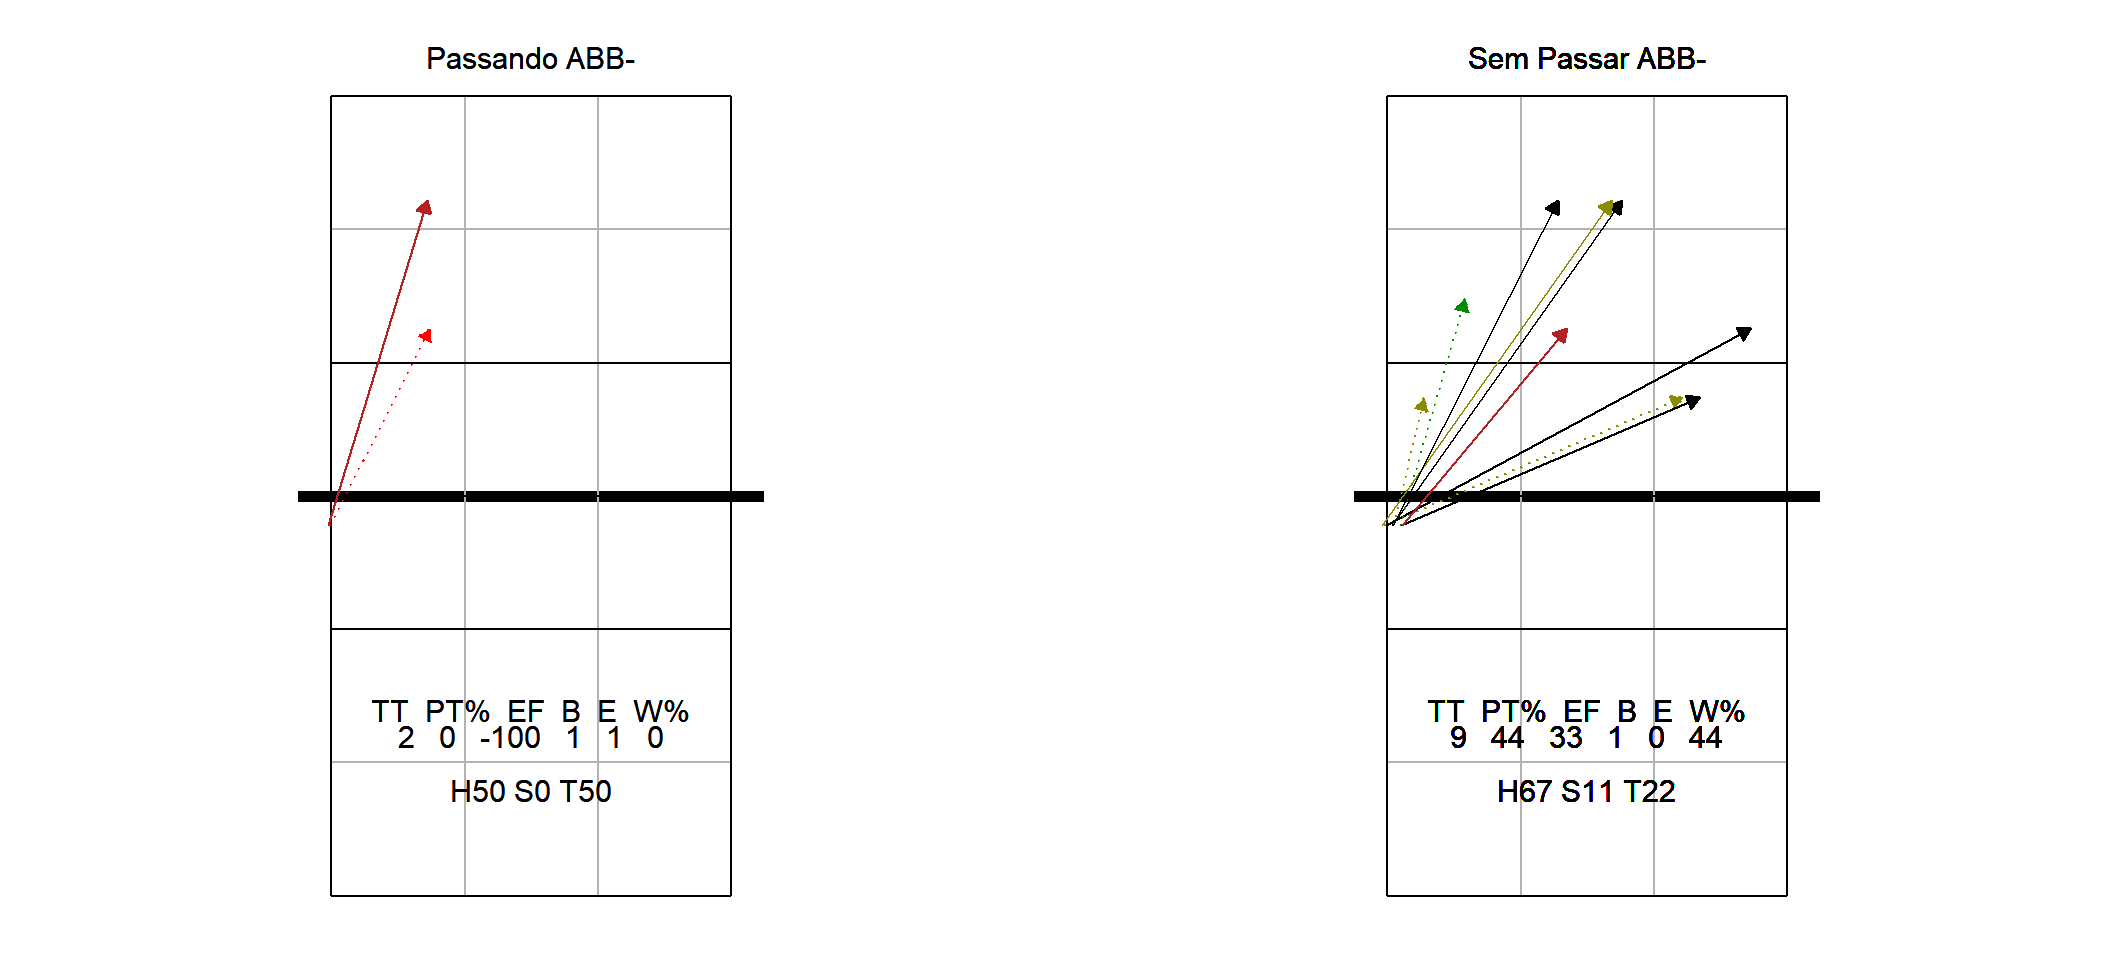 Passando ABB-
TT PT% EF B E W%
2 0 -100 1 1 0
H50 S0 T50
Sem Passar ABB-
TT PT% EF B E W%
9 44 33 1 0 44
H67 S11 T22